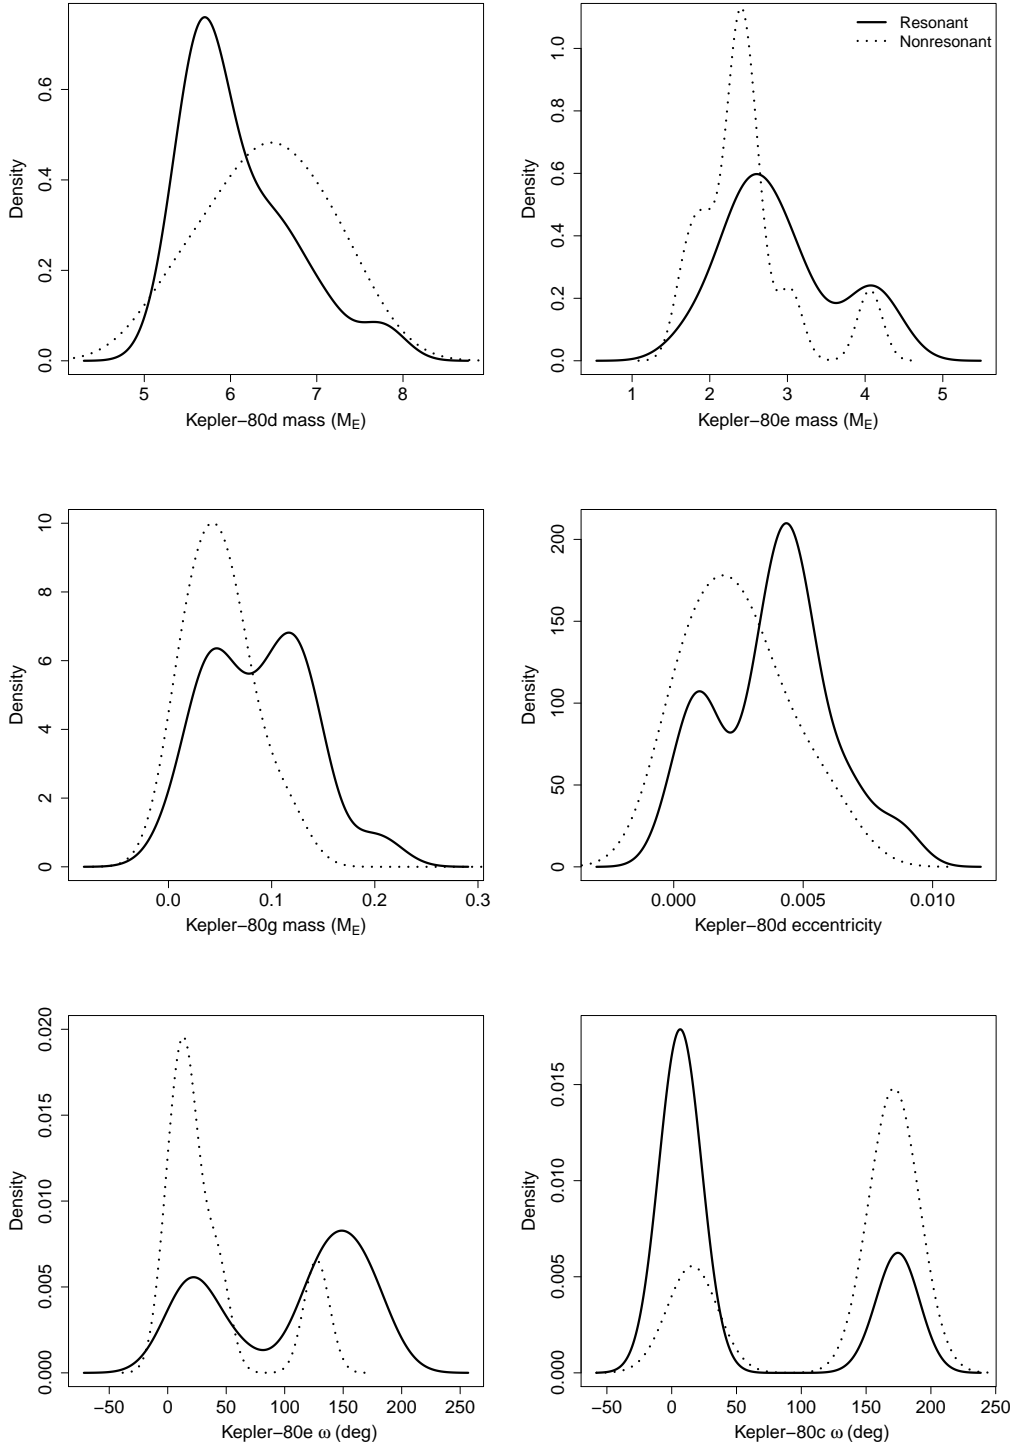 Density
0.0 0.2 0.4 0.6
5 6 7 8
Kepler−80d mass (M_E)
Resonant
Nonresonant
Density
0.0 0.2 0.4 0.6 0.8 1.0
1 2 3 4 5
Kepler−80e mass (M_E)
Density
0 2 4 6 8 10
0.0 0.1 0.2 0.3
Kepler−80g mass (M_E)
Density
0 50 100 150 200
0.000 0.005 0.010
Kepler−80d eccentricity
Density
0.000 0.005 0.010 0.015 0.020
−50 0 50 100 150 200 250
Kepler−80e ω (deg)
Density
0.000 0.005 0.010 0.015
−50 0 50 100 150 200 250
Kepler−80c ω (deg)